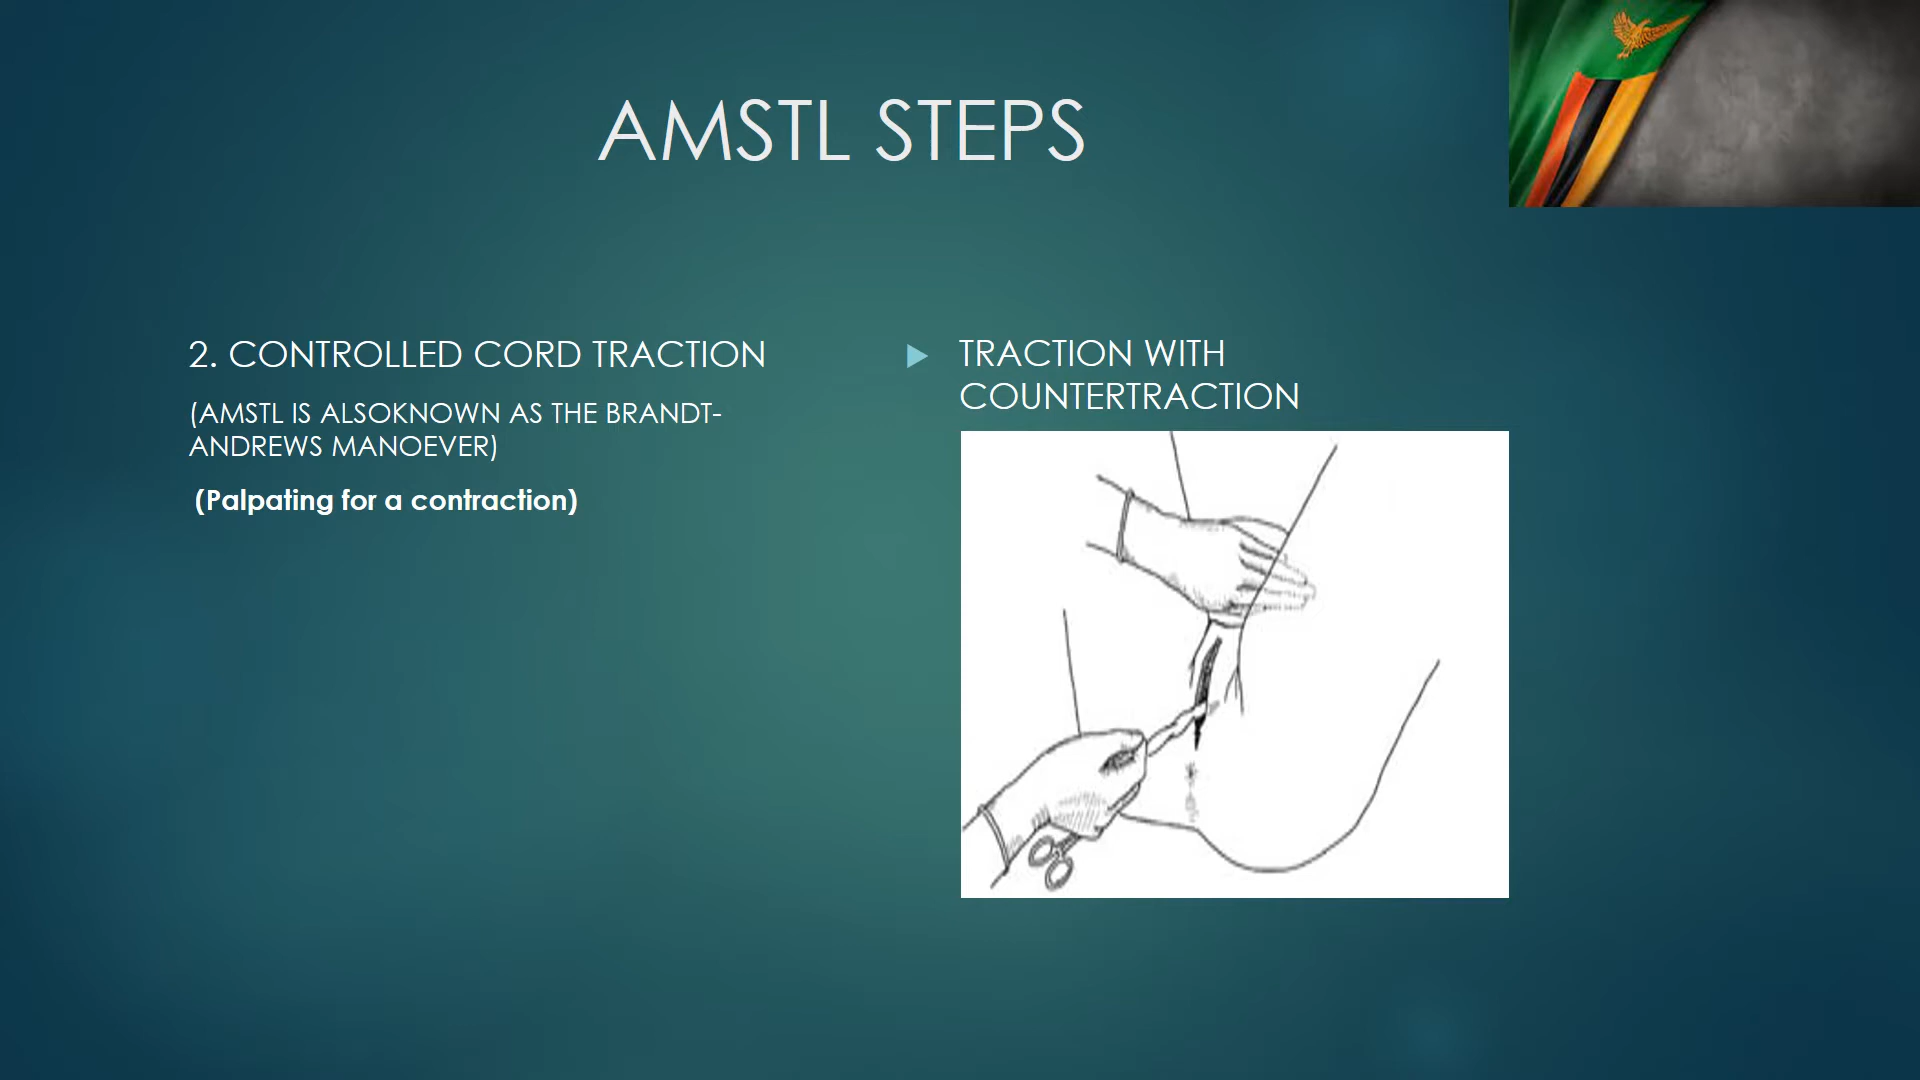 AMSTL STEPS
2. CONTROLLED CORD TRACTION
(AMSTL IS ALSOKNOWN AS THE BRANDT-
ANDREWS MANOEVER)
(Palpating for a contraction)
TRACTION WITH
COUNTERTRACTION